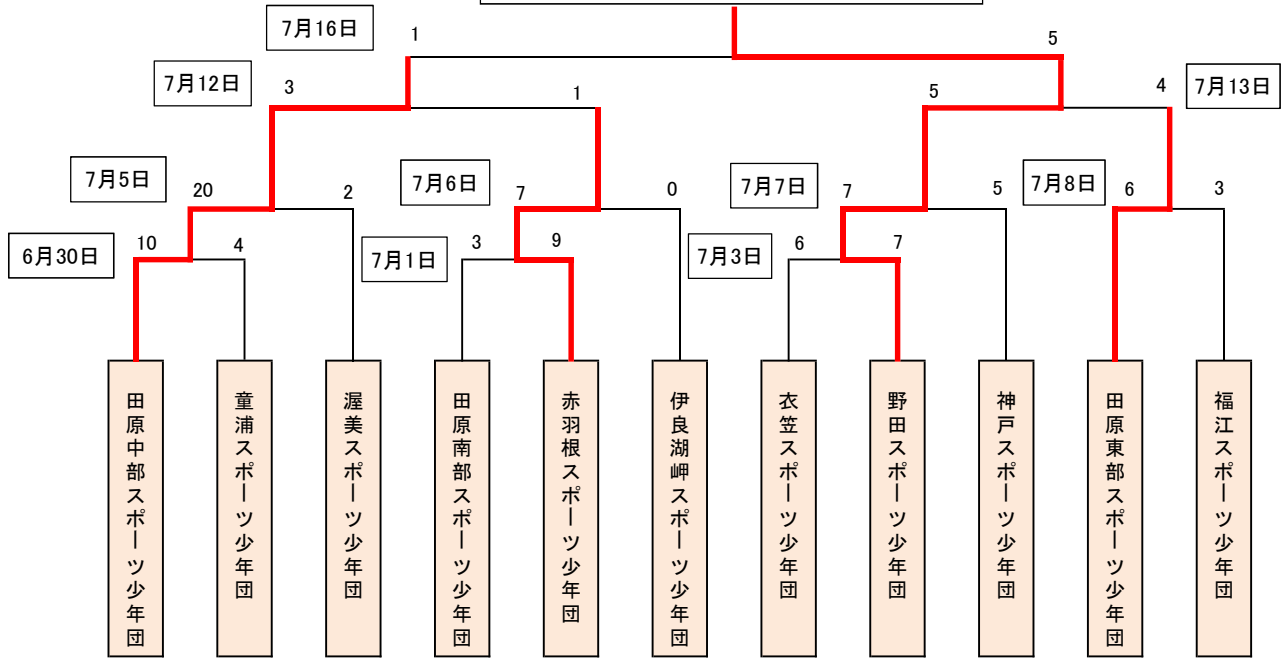 7月16日
1
5
7月12日
3
1
5
4
7月13日
7月5日
20
2
7月6日
7
0
7月7日
7
5
7月8日
6
3
6月30日
10
4
7月1日
3
9
7月3日
6
7
田原中部スポーツ少年団
童浦スポーツ少年団
渥美スポーツ少年団
田原南部スポーツ少年団
赤羽根スポーツ少年団
伊良湖岬スポーツ少年団
衣笠スポーツ少年団
野田スポーツ少年団
神戸スポーツ少年団
田原東部スポーツ少年団
福江スポーツ少年団